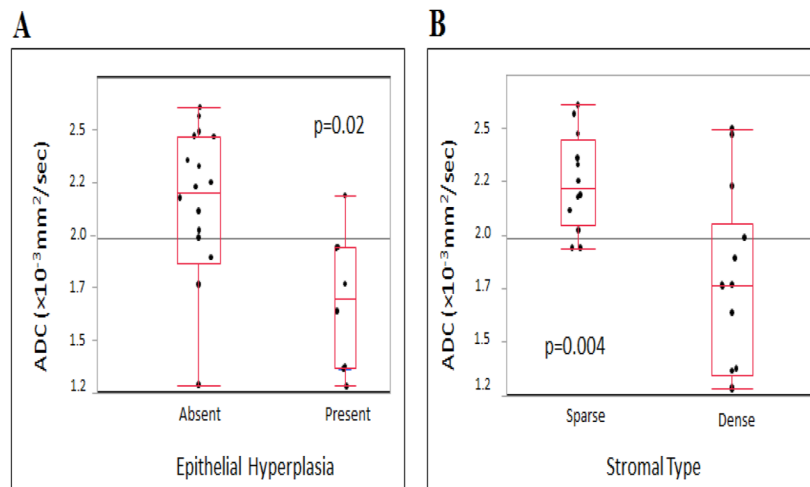 A
ADC (×10⁻³mm²/sec)
2.5
2.2
2.0
1.7
1.5
1.2
p=0.02
Absent Present
Epithelial Hyperplasia
B
ADC (×10⁻³mm²/sec)
2.5
2.2
2.0
1.7
1.5
1.2
p=0.004
Sparse Dense
Stromal Type